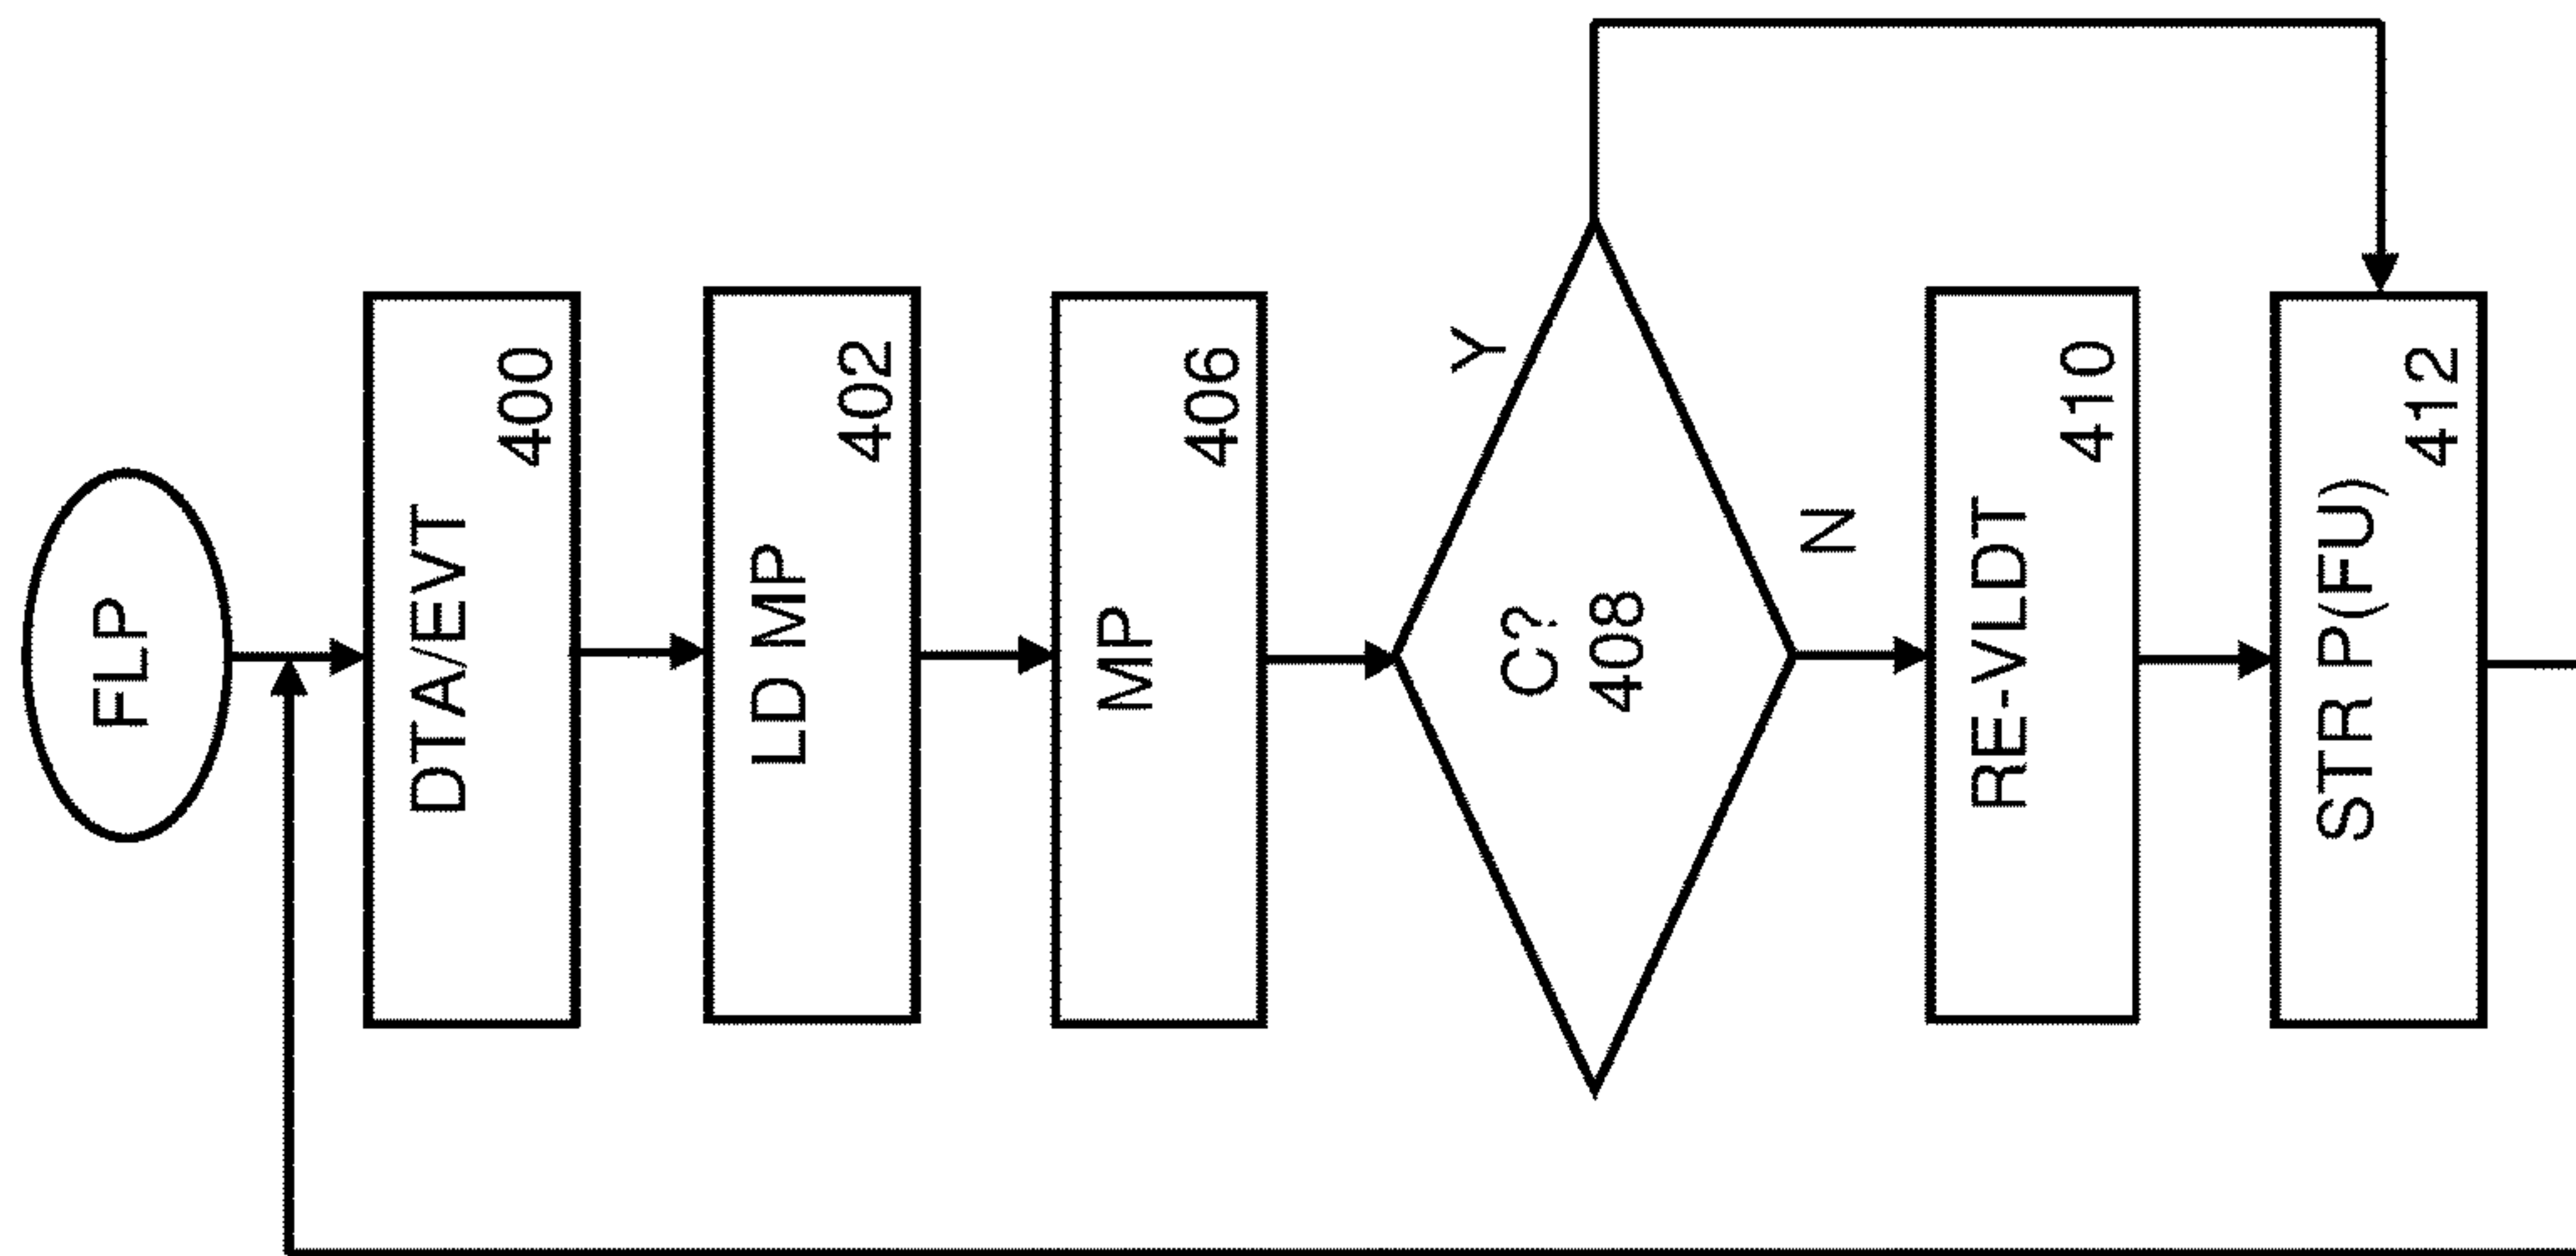 FLP
DTA/EVT
400
LD MP
402
MP
406
C?
408
Y
N
RE-VLDT
410
STR P(FU)
412